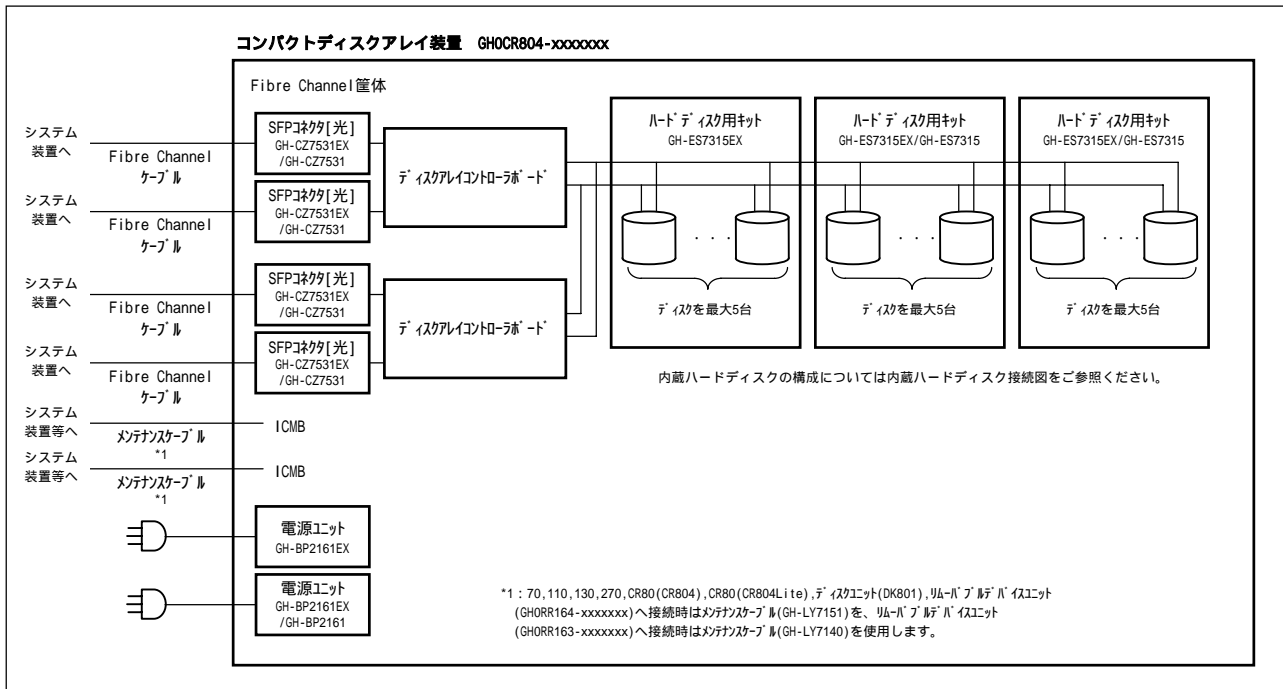 コンパクトディスクアレイ装置 GH0CR804-xxxxxxx
Fibre Channel筐体
システム
装置へ
Fibre Channel
ｹｰﾌﾞﾙ
SFPｺﾈｸﾀ[光]
GH-CZ7531EX
/GH-CZ7531
システム
装置へ
Fibre Channel
ｹｰﾌﾞﾙ
SFPｺﾈｸﾀ[光]
GH-CZ7531EX
/GH-CZ7531
ﾃﾞｨｽｸｱﾚｲｺﾝﾄﾛｰﾗﾎﾞｰﾄﾞ
システム
装置へ
Fibre Channel
ｹｰﾌﾞﾙ
SFPｺﾈｸﾀ[光]
GH-CZ7531EX
/GH-CZ7531
システム
装置へ
Fibre Channel
ｹｰﾌﾞﾙ
SFPｺﾈｸﾀ[光]
GH-CZ7531EX
/GH-CZ7531
ﾃﾞｨｽｸｱﾚｲｺﾝﾄﾛｰﾗﾎﾞｰﾄﾞ
ﾊｰﾄﾞﾃﾞｨｽｸ用ｷｯﾄ
GH-ES7315EX
・・・
ﾃﾞｨｽｸを最大5台
ﾊｰﾄﾞﾃﾞｨｽｸ用ｷｯﾄ
GH-ES7315EX/GH-ES7315
・・・
ﾃﾞｨｽｸを最大5台
ﾊｰﾄﾞﾃﾞｨｽｸ用ｷｯﾄ
GH-ES7315EX/GH-ES7315
・・・
ﾃﾞｨｽｸを最大5台
内蔵ハードディスクの構成については内蔵ハードディスク接続図をご参照ください。
システム
装置等へ
ﾒﾝﾃﾅﾝｽｹｰﾌﾞﾙ
*1
ICMB
システム
装置等へ
ﾒﾝﾃﾅﾝｽｹｰﾌﾞﾙ
*1
ICMB
電源ﾕﾆｯﾄ
GH-BP2161EX
電源ﾕﾆｯﾄ
GH-BP2161EX
/GH-BP2161
*1：70,110,130,270,CR80(CR804),CR80(CR804Lite),ﾃﾞｨｽｸﾕﾆｯﾄ(DK801),ﾘﾑｰﾊﾞﾌﾞﾙﾃﾞﾊﾞｲｽﾕﾆｯﾄ
(GH0RR164-xxxxxxx)へ接続時はﾒﾝﾃﾅﾝｽｹｰﾌﾞﾙ(GH-LY7151)を、ﾘﾑｰﾊﾞﾌﾞﾙﾃﾞﾊﾞｲｽﾕﾆｯﾄ
(GH0RR163-xxxxxxx)へ接続時はﾒﾝﾃﾅﾝｽｹｰﾌﾞﾙ(GH-LY7140)を使用します。